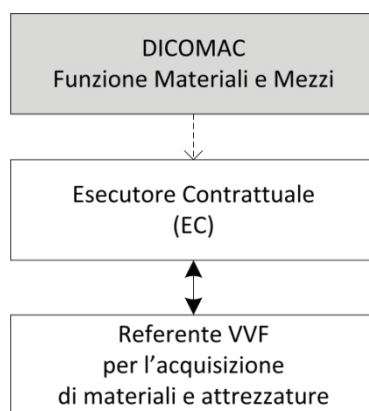 DICOMAC
Funzione Materiali e Mezzi
Esecutore Contrattuale
(EC)
Referente VVF
per l’acquisizione
di materiali e attrezzature